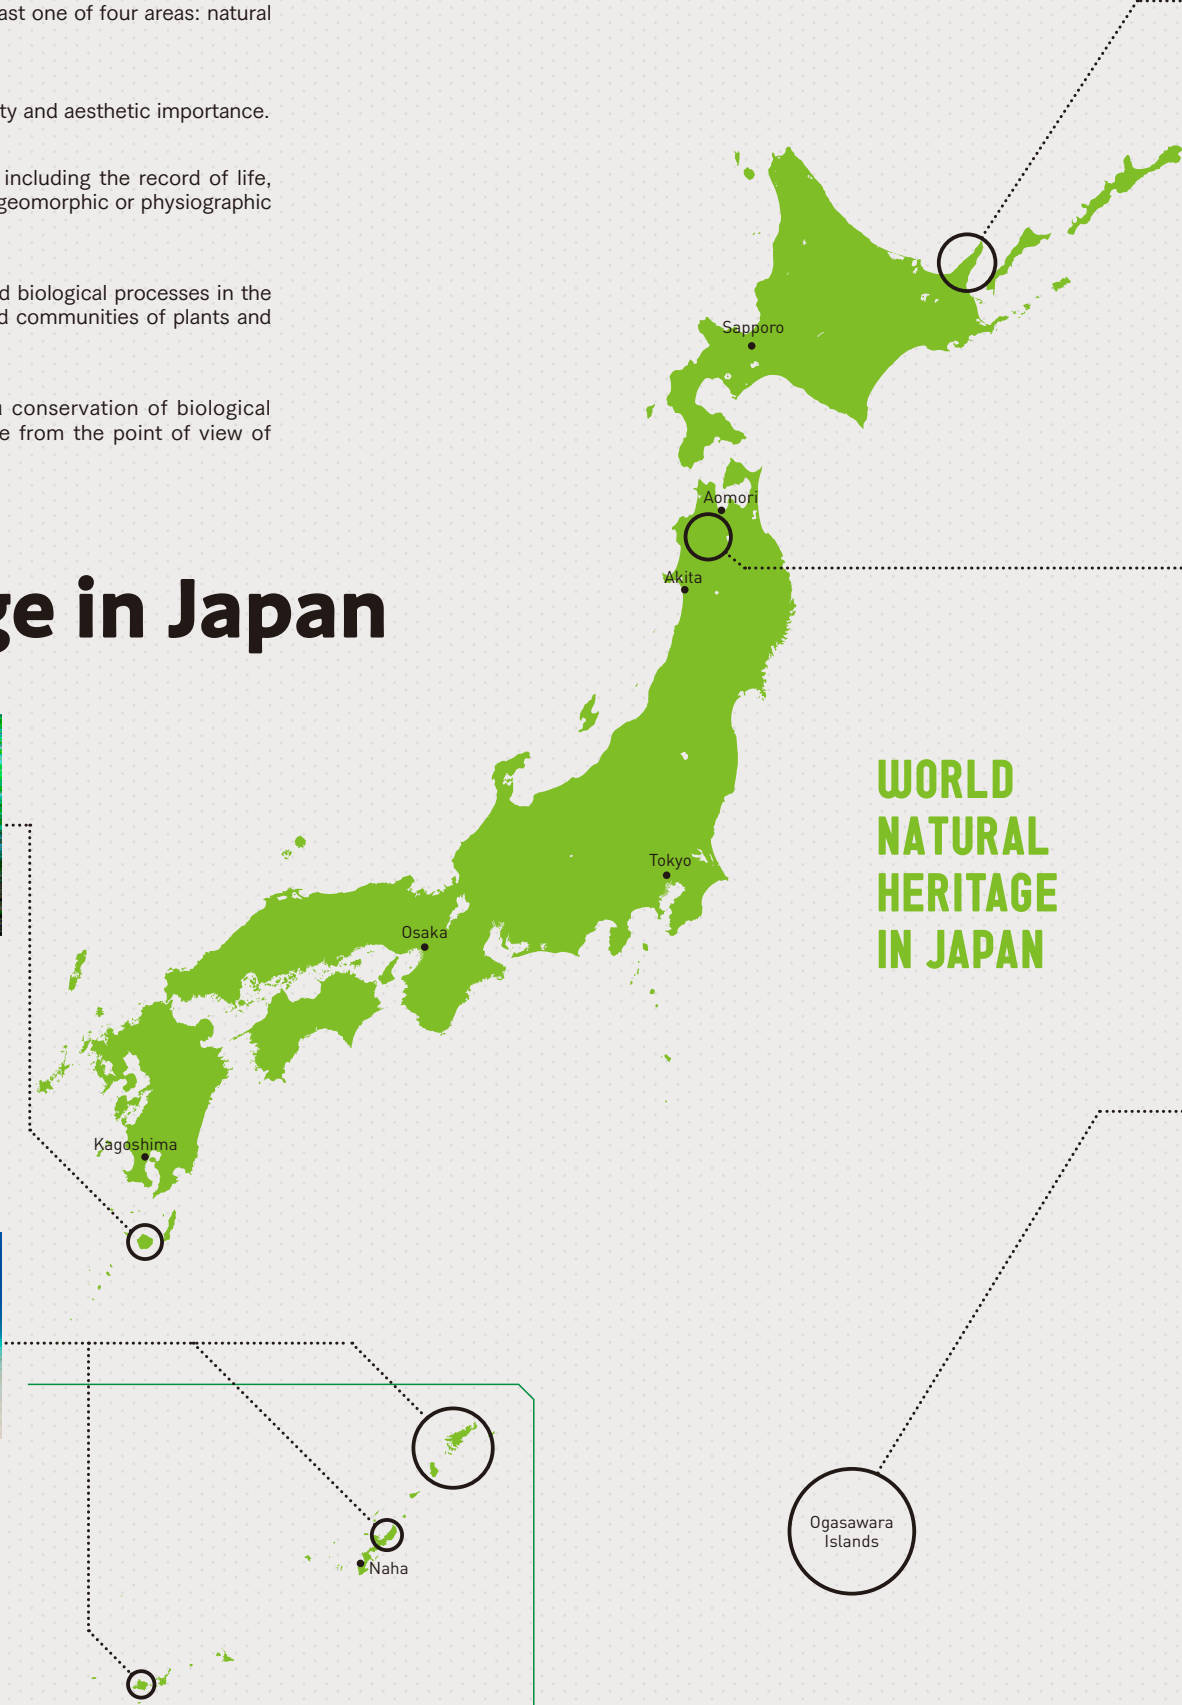 ast one of four areas: natural
ty and aesthetic importance.
including the record of life,
geomorphic or physiographic
d biological processes in the
d communities of plants and
conservation of biological
e from the point of view of
Sapporo
Aomori
Akita
ge in Japan
WORLD
NATURAL
HERITAGE
IN JAPAN
Tokyo
Osaka
Kagoshima
Ogasawara
Islands
Naha